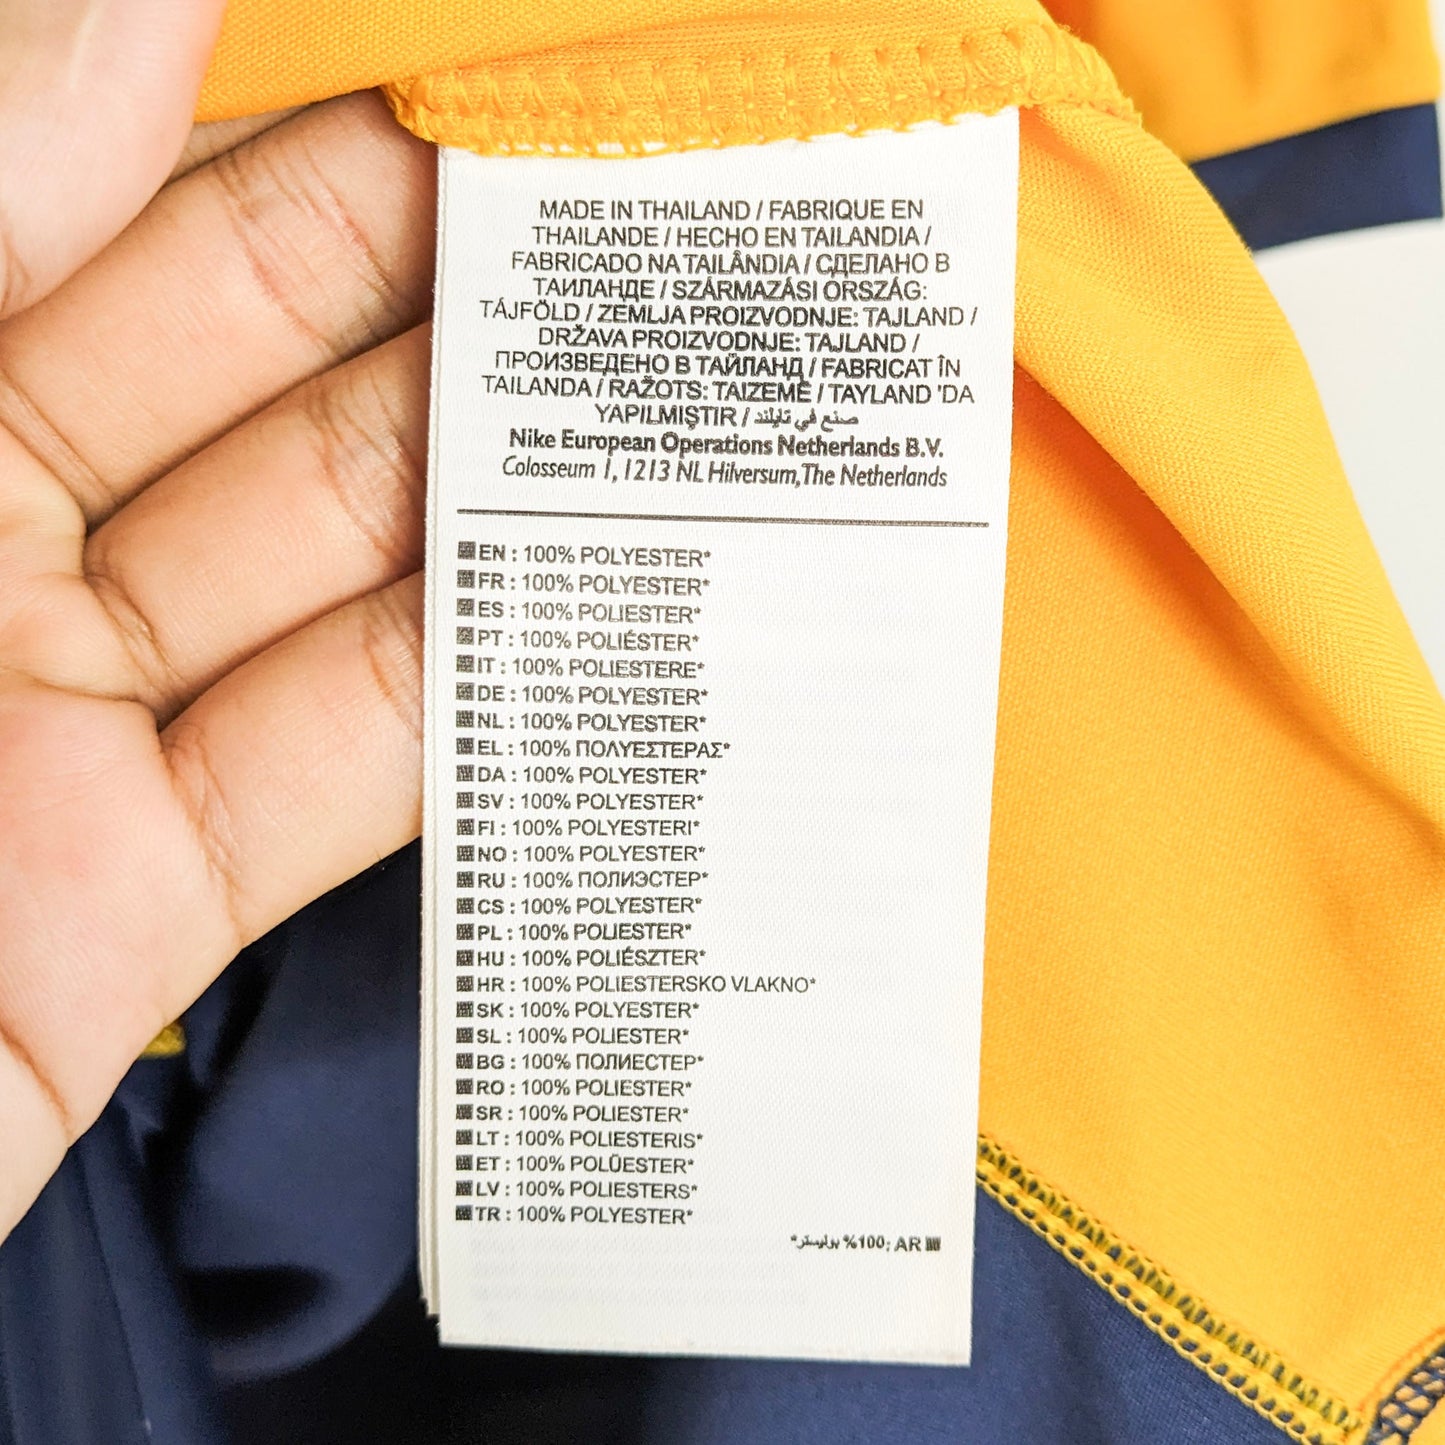 MADE IN THAILAND / FABRIQUE EN
THAILANDE / HECHO EN TAILANDIA /
FABRICADO NA TAILÂNDIA / СДЕЛАНО В
ТАИЛАНДЕ / SZÁRMAZÁSI ORSZÁG:
TÁJFÖLD / ZEMLJA PROIZVODNJE: TAJLAND /
DRŽAVA PROIZVODNJE: TAJLAND /
ПРОИЗВЕДЕНО В ТАЙЛАНД / FABRICAT ÎN
TAILANDA / RAŽOTS: TAIZEMĒ / TAYLAND 'DA
YAPILMIŞTIR / صنع في تايلند
Nike European Operations Netherlands B.V.
Colosseum 1, 1213 NL Hilversum, The Netherlands
EN : 100% POLYESTER*
FR : 100% POLYESTER*
ES : 100% POLIESTER*
PT : 100% POLIÉSTER*
IT : 100% POLIESTERE*
DE : 100% POLYESTER*
NL : 100% POLYESTER*
EL : 100% ΠΟΛΥΕΣΤΕΡΑΣ*
DA : 100% POLYESTER*
SV : 100% POLYESTER*
FI : 100% POLYESTERI*
NO : 100% POLYESTER*
RU : 100% ПОЛИЭСТЕР*
CS : 100% POLYESTER*
PL : 100% POLIESTER*
HU : 100% POLIÉSZTER*
HR : 100% POLIESTERSKO VLAKNO*
SK : 100% POLYESTER*
SL : 100% POLIESTER*
BG : 100% ПОЛИЕСТЕР*
RO : 100% POLIESTER*
SR : 100% POLIESTER*
LT : 100% POLIESTERIS*
ET : 100% POLÜESTER*
LV : 100% POLIESTERS*
TR : 100% POLYESTER*
AR ;100% بوليستر*